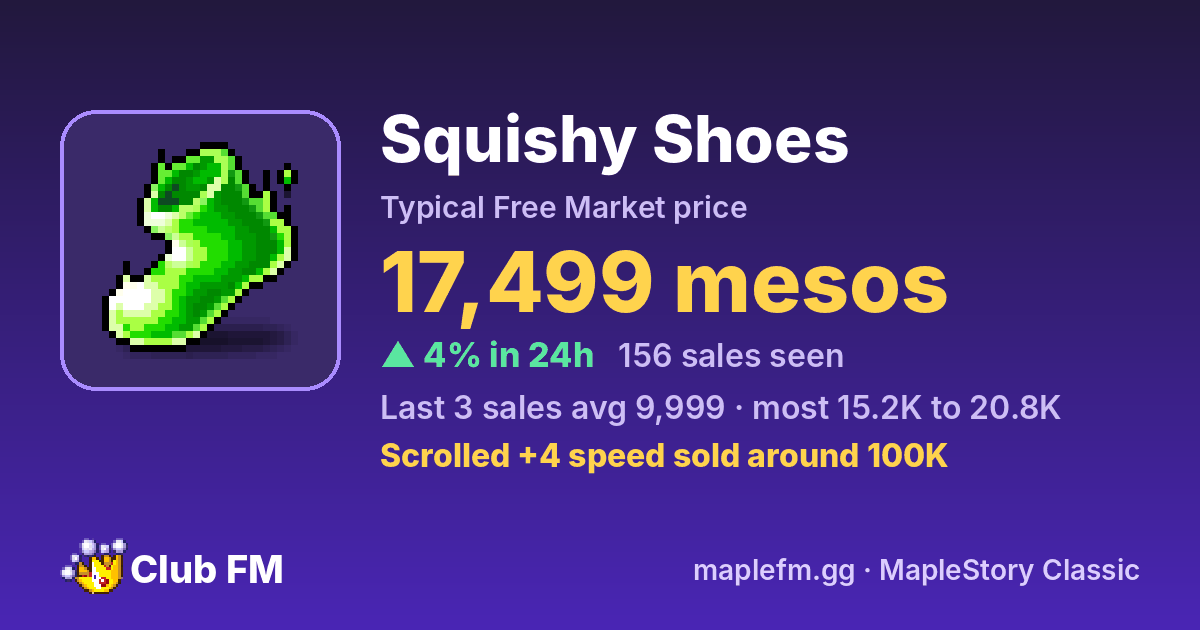 Squishy Shoes
Typical Free Market price
17,499 mesos
▲ 4% in 24h 156 sales seen
Last 3 sales avg 9,999 · most 15.2K to 20.8K
Scrolled +4 speed sold around 100K
Club FM
maplefm.gg · MapleStory Classic